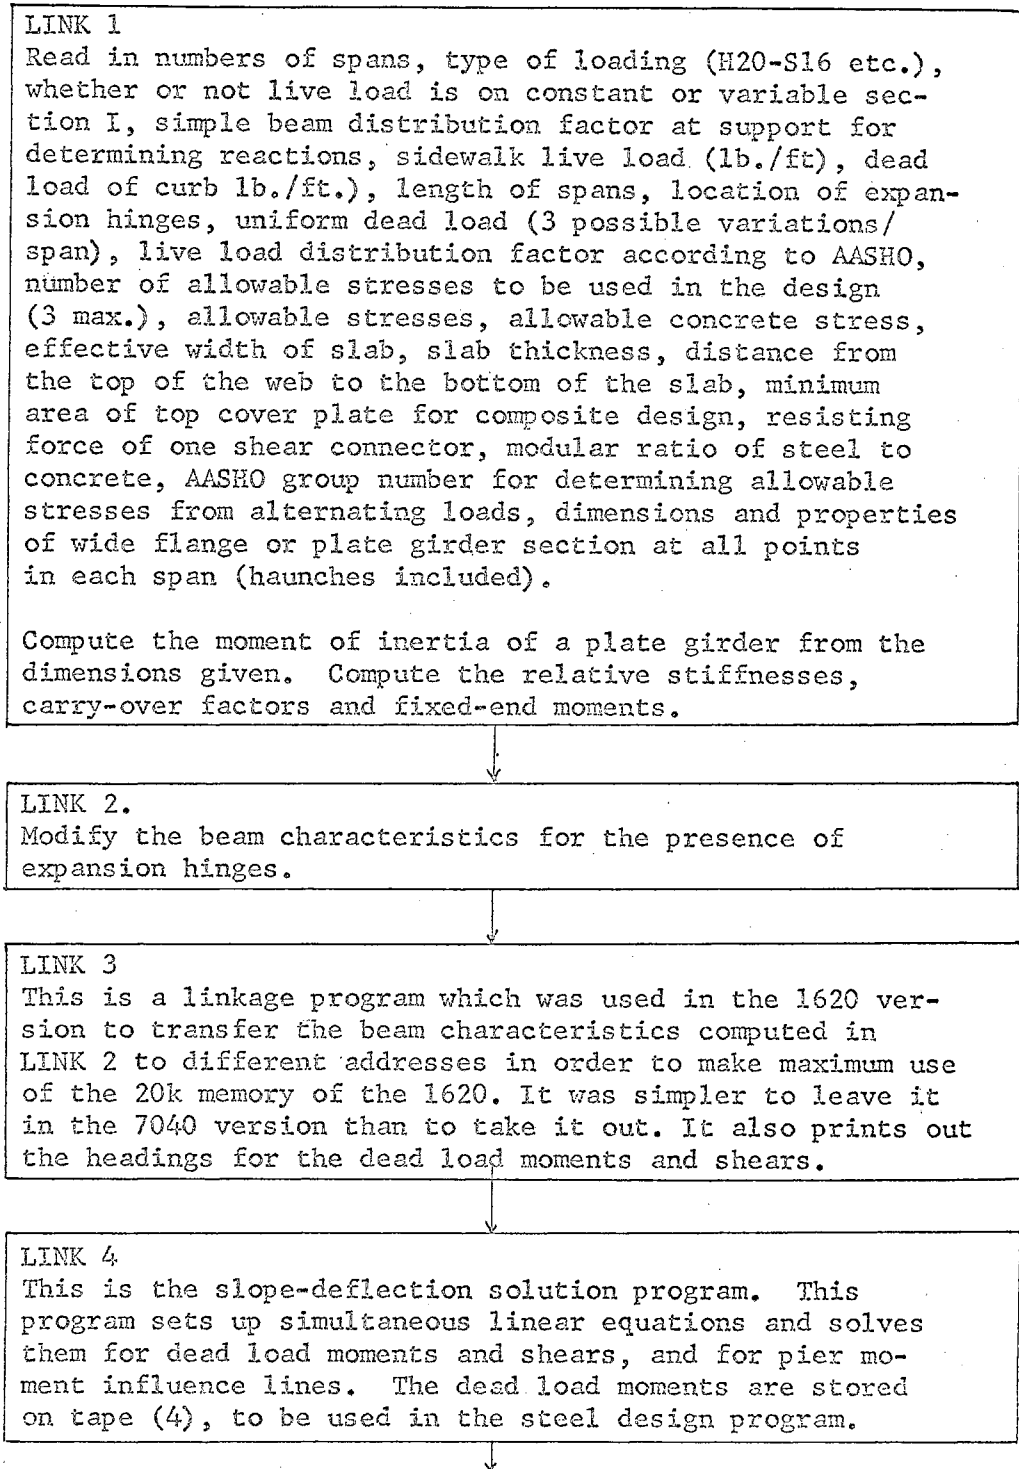 LINK 1
Read in numbers of spans, type of loading (H20-S16 etc.),
whether or not live load is on constant or variable sec-
tion I, simple beam distribution factor at support for
determining reactions, sidewalk live load (lb./ft), dead
load of curb lb./ft.), length of spans, location of expan-
sion hinges, uniform dead load (3 possible variations/
span), live load distribution factor according to AASHO,
number of allowable stresses to be used in the design
(3 max.), allowable stresses, allowable concrete stress,
effective width of slab, slab thickness, distance from
the top of the web to the bottom of the slab, minimum
area of top cover plate for composite design, resisting
force of one shear connector, modular ratio of steel to
concrete, AASHO group number for determining allowable
stresses from alternating loads, dimensions and properties
of wide flange or plate girder section at all points
in each span (haunches included).
Compute the moment of inertia of a plate girder from the
dimensions given. Compute the relative stiffnesses,
carry-over factors and fixed-end moments.
LINK 2.
Modify the beam characteristics for the presence of
expansion hinges.
LINK 3
This is a linkage program which was used in the 1620 ver-
sion to transfer the beam characteristics computed in
LINK 2 to different addresses in order to make maximum use
of the 20k memory of the 1620. It was simpler to leave it
in the 7040 version than to take it out. It also prints out
the headings for the dead load moments and shears.
LINK 4
This is the slope-deflection solution program. This
program sets up simultaneous linear equations and solves
them for dead load moments and shears, and for pier mo-
ment influence lines. The dead load moments are stored
on tape (4), to be used in the steel design program.